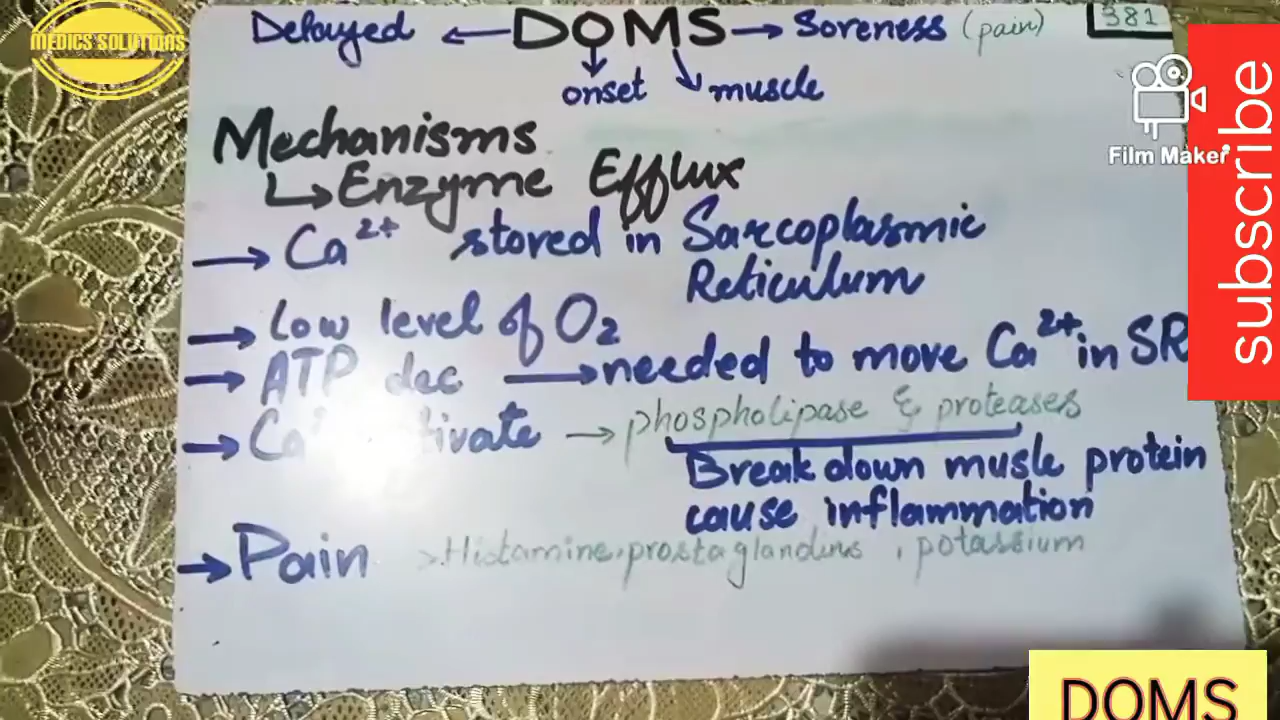 MEDICS SOLUTIONS
Delayed ← DOMS → Soreness (pain)
381
onset muscle
subscribe
Film Maker
Mechanisms
↳ Enzyme Efflux
→ Ca2+ stored in Sarcoplasmic
Reticulum
→ Low level of O2
→ ATP dec → needed to move Ca2+ in SR
→ → phospholipase & proteases
Break down musle protein
cause inflammation
→ Pain > Histamine, prostaglandins, potassium
DOMS